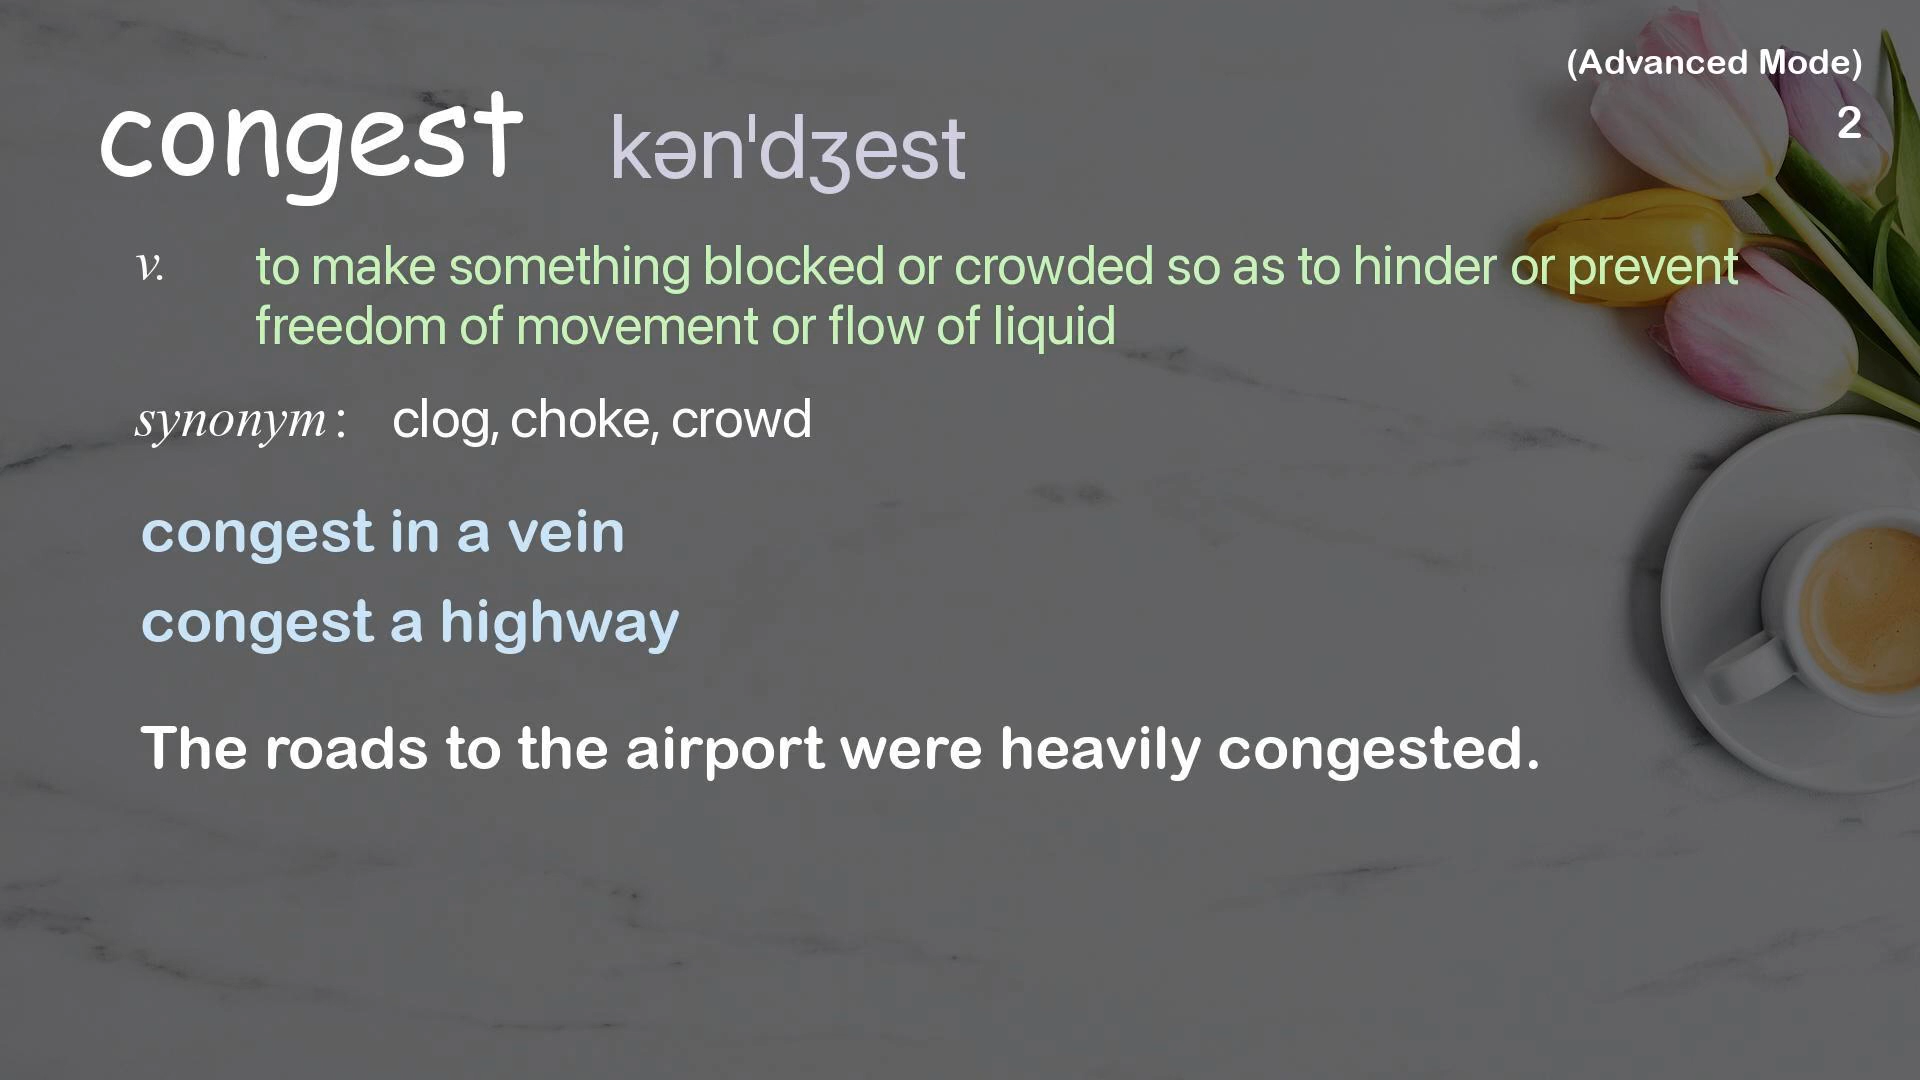 (Advanced Mode)
congest kən'dʒest
2
v. to make something blocked or crowded so as to hinder or prevent
freedom of movement or flow of liquid
synonym : clog, choke, crowd
congest in a vein
congest a highway
The roads to the airport were heavily congested.